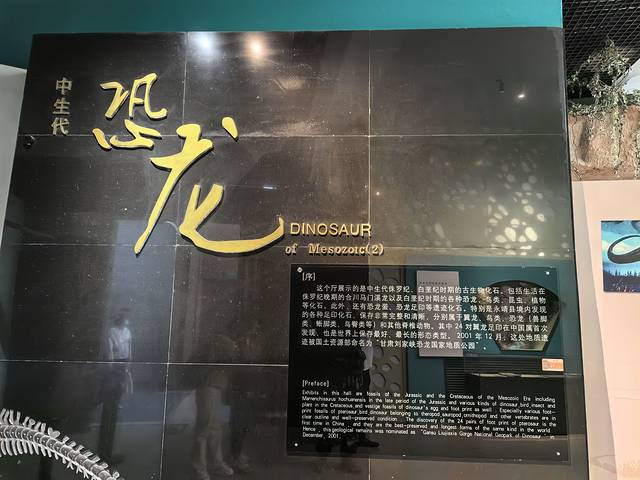 中生代
恐龙
DINOSAUR
of Mesozoic(2)
[序]
这个厅展示的是中生代侏罗纪、白垩纪时期的古生物化石，包括生活在
侏罗纪晚期的合川马门溪龙以及白垩纪时期的各种恐龙、鸟类、昆虫、植物
等化石。此外，还有恐龙蛋、恐龙足印等遗迹化石，特别是永靖县境内发现
的各种足印化石，保存非常完整和清晰，分别属于翼龙、鸟类、恐龙（兽脚
类、蜥脚类、鸟臀类等）和其他脊椎动物。其中24对翼龙足印在中国属首次
发现，也是世界上保存最好、最长的形态类型。2001年12月，这处地质遗
迹被国土资源部命名为“甘肃刘家峡恐龙国家地质公园”。
[Preface]
Exhibits in this hall are fossils of the Jurassic and the Cretaceous of the Mesozoic Era including
Mamenchisaurus hochuanensis in the late period of the Jurassic and various kinds of dinosaur,bird,insect and
plant in the Cretaceous,and vestige fossils of dinosaur's egg and foot print as well . Especially various foot-
print fossils of pterosaur,bird,dinosaur belonging to theropod,sauropod,ornithopod and other vertebrates are in
clear outline and well-preserved condition . The discovery of the 24 pairs of foot print of pterosaur is the
first time in China , and they are the best-preserved and longest forms of the same kind in the world .
Hence , this geological remains was nominated as "Gansu Liujiaxia Gorge National Geopark of Dinosaur " in
December, 2001.